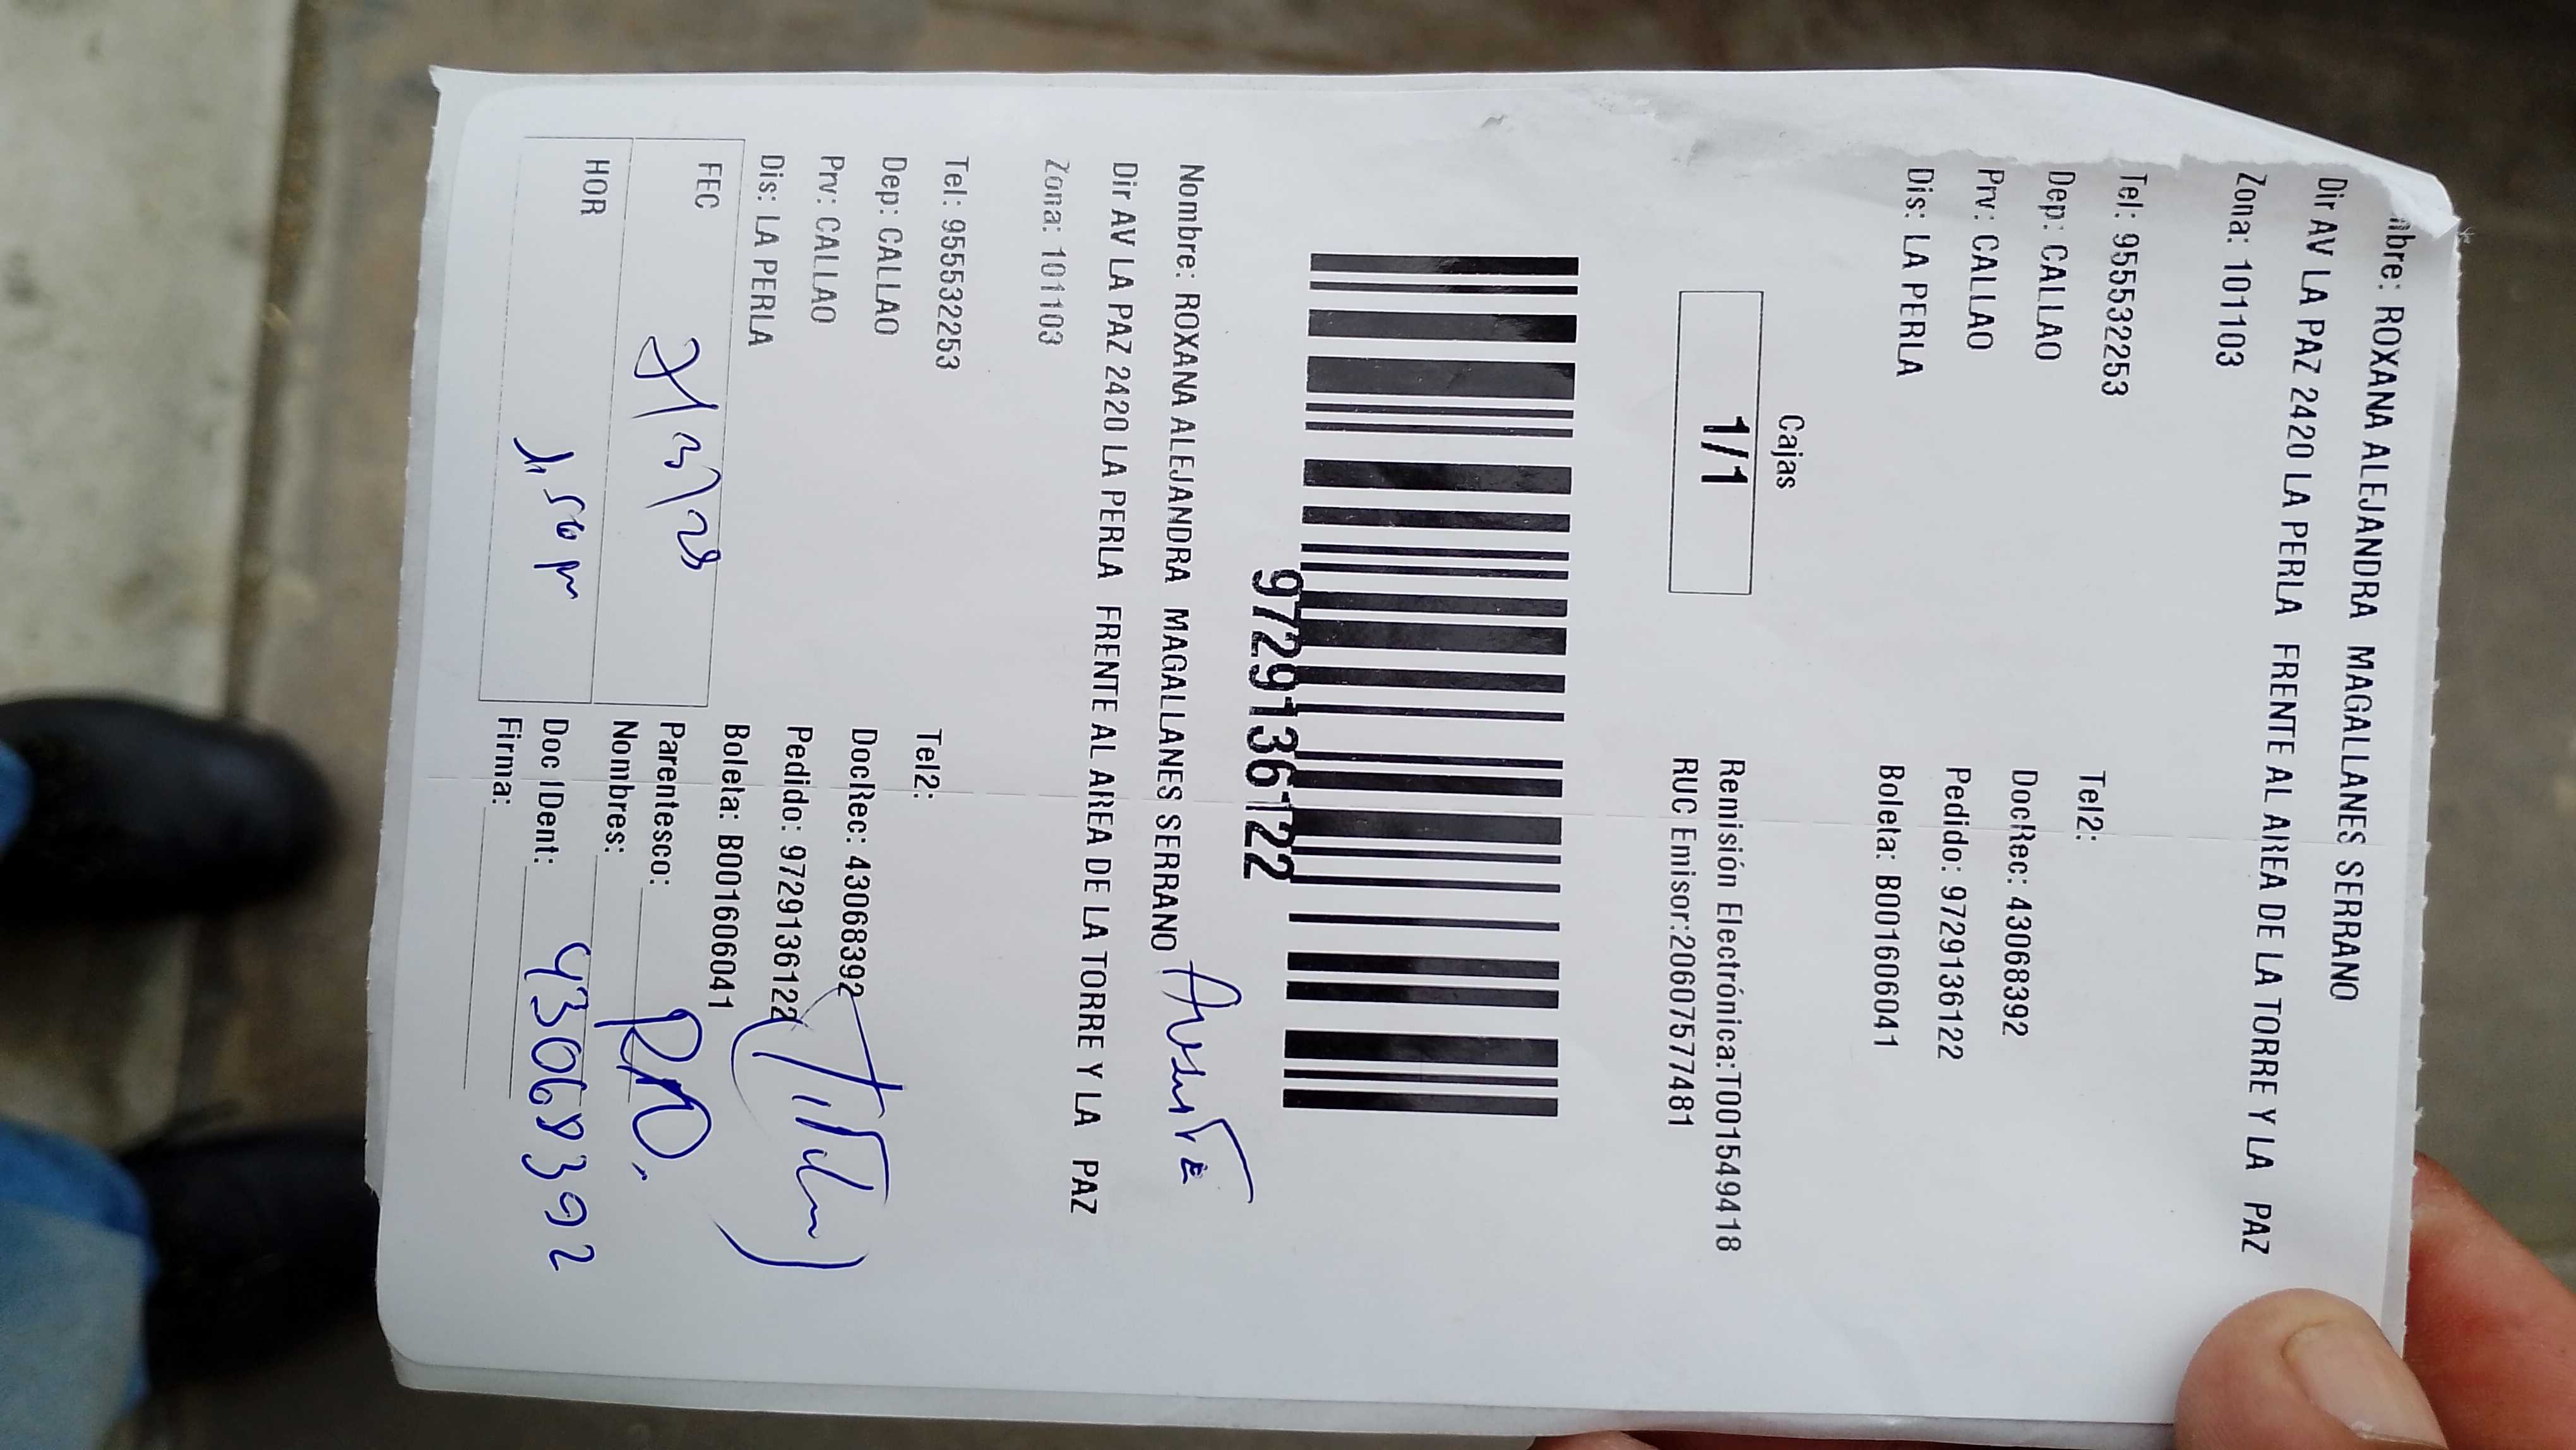 Nombre: ROXANA ALEJANDRA MAGALLANES SERRANO
Dir AV LA PAZ 2420 LA PERLA FRENTE AL AREA DE LA TORRE Y LA PAZ
Zona: 101103
Tel: 955532253 Tel2:
Dep: CALLAO DocRec: 43068392
Prv: CALLAO Pedido: 9729136122
Dis: LA PERLA Boleta: B001606041
Cajas
1/1
Remisión Electrónica:T001549418
RUC Emisor:20607577481
9729136122
Nombre: ROXANA ALEJANDRA MAGALLANES SERRANO
Dir AV LA PAZ 2420 LA PERLA FRENTE AL AREA DE LA TORRE Y LA PAZ
Zona: 101103
Tel: 955532253 Tel2:
Dep: CALLAO DocRec: 43068392
Prv: CALLAO Pedido: 9729136122
Dis: LA PERLA Boleta: B001606041
FEC Parentesco:
Nombres:
HOR Doc IDent: 43068392
Firma: